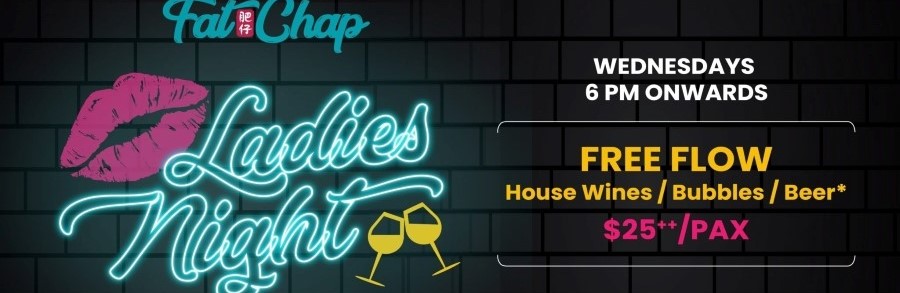 Fat 肥仔 Chap
Ladies
Night
WEDNESDAYS
6 PM ONWARDS
FREE FLOW
House Wines / Bubbles / Beer*
$25++/PAX